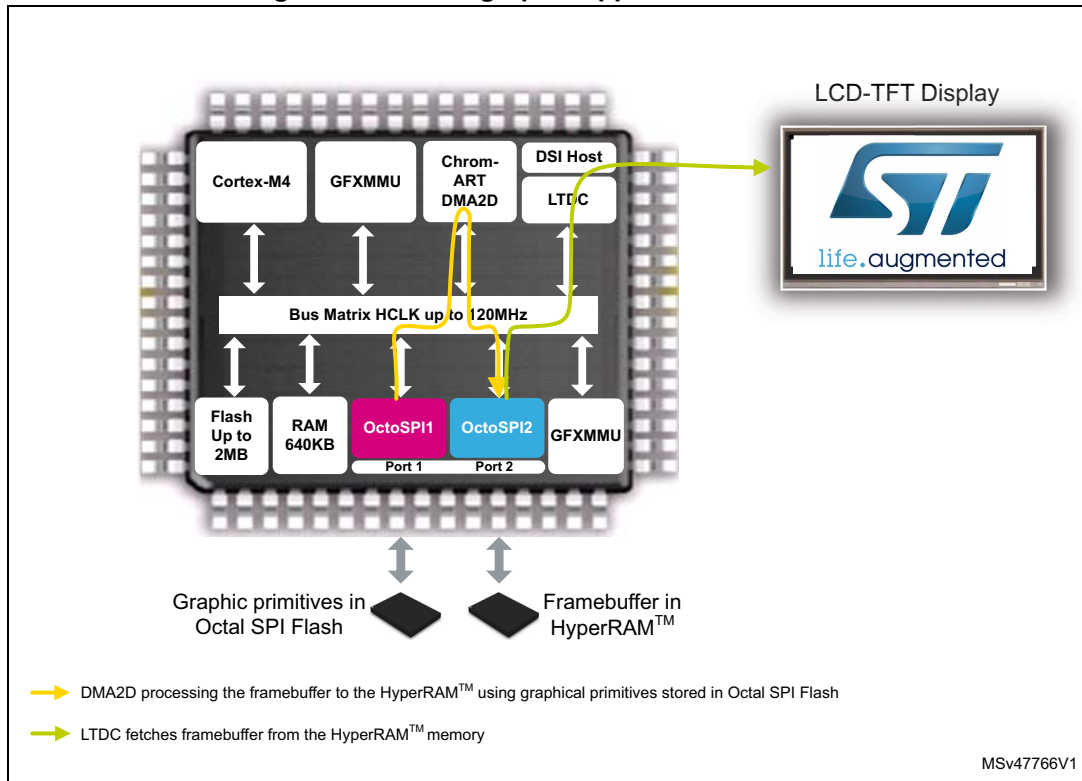 LCD-TFT Display
life.augmented
Cortex-M4
GFXMMU
Chrom-
ART
DMA2D
DSI Host
LTDC
Bus Matrix HCLK up to 120MHz
Flash
Up to
2MB
RAM
640KB
OctoSPI1
OctoSPI2
GFXMMU
Port 1
Port 2
Graphic primitives in
Octal SPI Flash
Framebuffer in
HyperRAM™
DMA2D processing the framebuffer to the HyperRAM™ using graphical primitives stored in Octal SPI Flash
LTDC fetches framebuffer from the HyperRAM™ memory
MSv47766V1